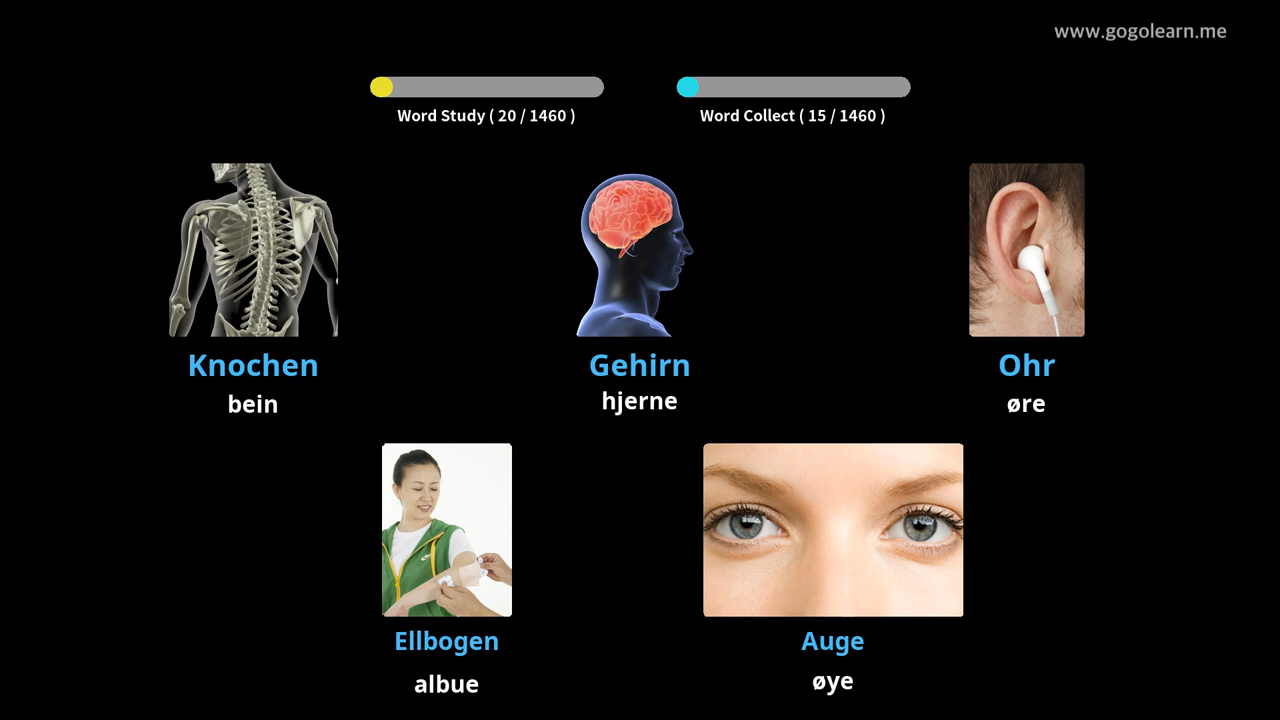 www.gogolearn.me
Word Study ( 20 / 1460 )
Word Collect ( 15 / 1460 )
Knochen
bein
Gehirn
hjerne
Ohr
øre
Ellbogen
albue
Auge
øye